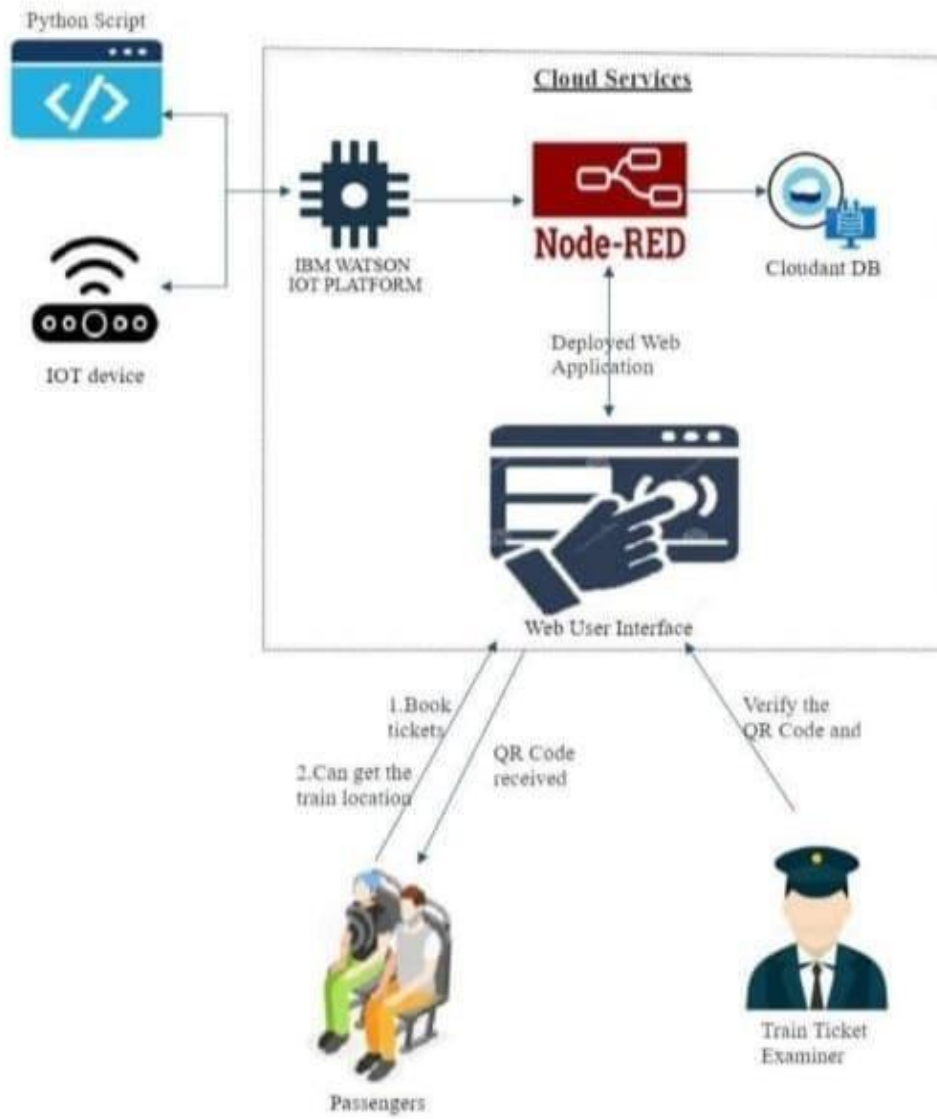 Python Script
Cloud Services
IBM WATSON
IOT PLATFORM
Node-RED
Cloudant DB
IOT device
Deployed Web
Application
Web User Interface
1.Book
tickets
2.Can get the
train location
QR Code
received
Verify the
QR Code and
Train Ticket
Examiner
Passengers